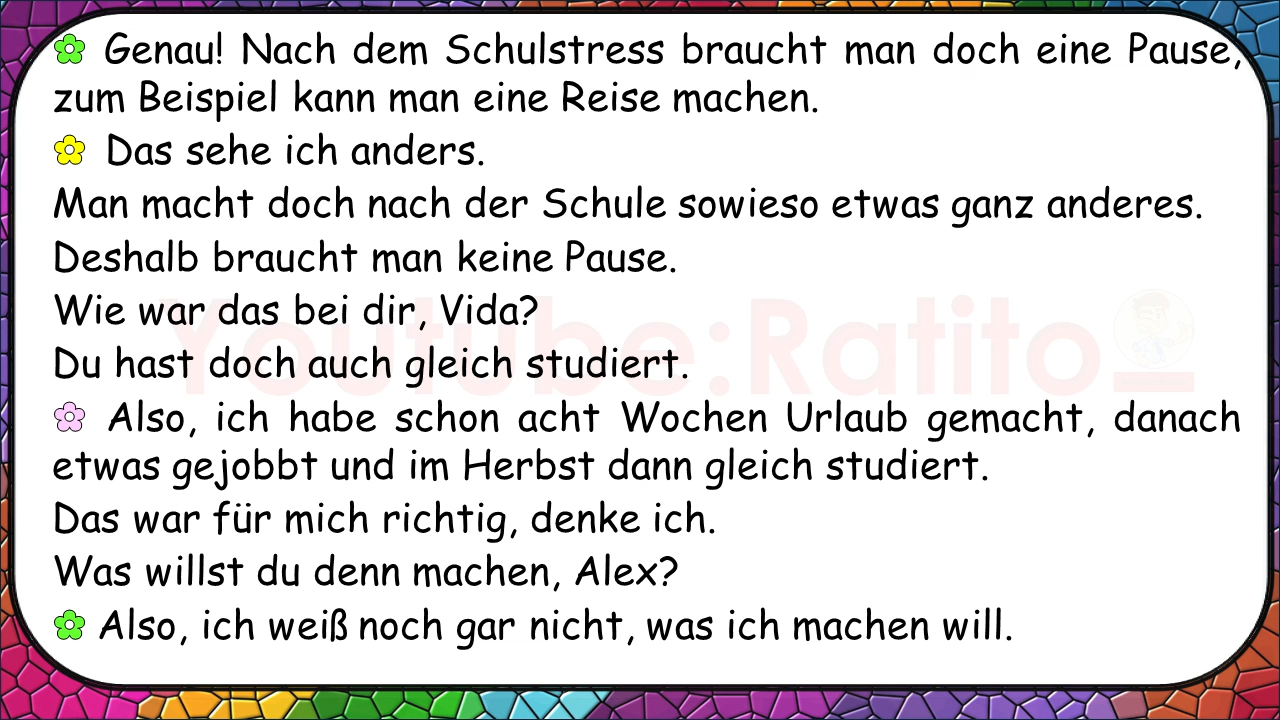 Genau! Nach dem Schulstress braucht man doch eine Pause,
zum Beispiel kann man eine Reise machen.
Das sehe ich anders.
Man macht doch nach der Schule sowieso etwas ganz anderes.
Deshalb braucht man keine Pause.
Wie war das bei dir, Vida?
Youtube:Ratito
Du hast doch auch gleich studiert.
Also, ich habe schon acht Wochen Urlaub gemacht, danach
etwas gejobbt und im Herbst dann gleich studiert.
Das war für mich richtig, denke ich.
Was willst du denn machen, Alex?
Also, ich weiß noch gar nicht, was ich machen will.